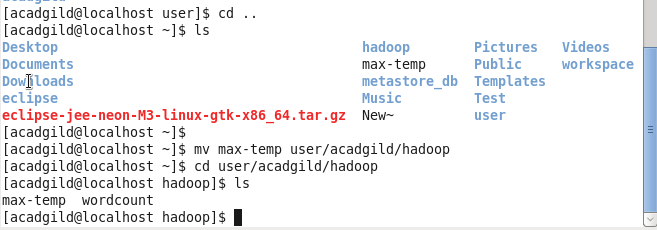 [acadgild@localhost user]$ cd ..
[acadgild@localhost ~]$ ls
Desktop hadoop Pictures Videos
Documents max-temp Public workspace
Downloads metastore_db Templates
eclipse Music Test
eclipse-jee-neon-M3-linux-gtk-x86_64.tar.gz New~ user
[acadgild@localhost ~]$
[acadgild@localhost ~]$ mv max-temp user/acadgild/hadoop
[acadgild@localhost ~]$ cd user/acadgild/hadoop
[acadgild@localhost hadoop]$ ls
max-temp wordcount
[acadgild@localhost hadoop]$